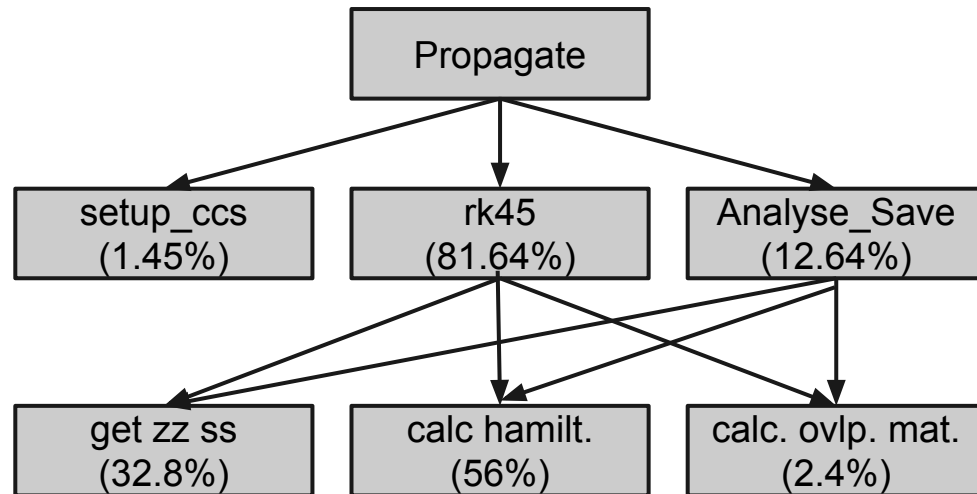 Propagate
setup_ccs
(1.45%)
rk45
(81.64%)
Analyse_Save
(12.64%)
get zz ss
(32.8%)
calc hamilt.
(56%)
calc. ovlp. mat.
(2.4%)